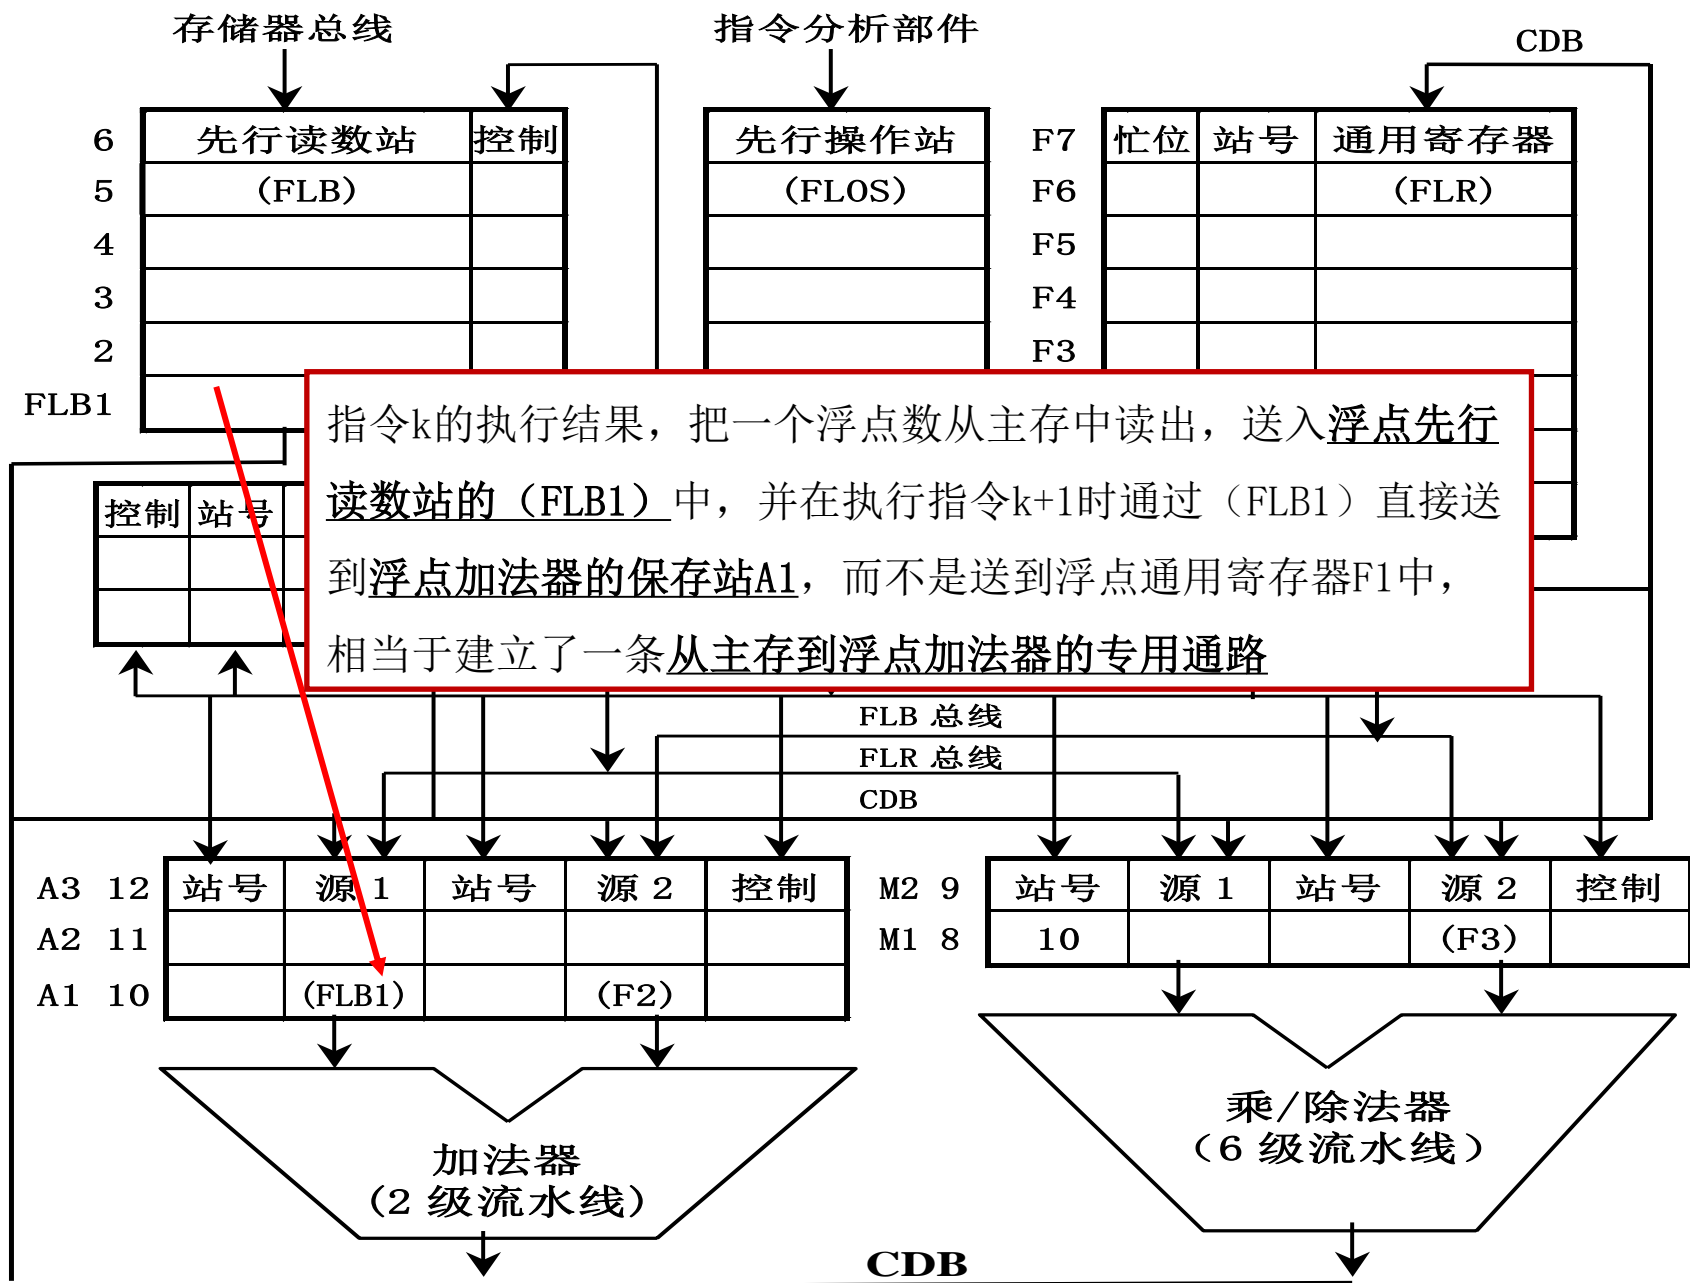 存储器总线 指令分析部件 CDB
6 先行读数站 控制 先行操作站 F7 忙位 站号 通用寄存器
5 (FLB) (FLOS) F6 (FLR)
4 F5
3 F4
2 F3
FLB1
指令k的执行结果，把一个浮点数从主存中读出，送入浮点先行
读数站的（FLB1）中，并在执行指令k+1时通过（FLB1）直接送
到浮点加法器的保存站A1，而不是送到浮点通用寄存器F1中，
相当于建立了一条从主存到浮点加法器的专用通路
控制 站号
FLB 总线
FLR 总线
CDB
A3 12 站号 源 1 站号 源 2 控制 M2 9 站号 源 1 站号 源 2 控制
A2 11 M1 8 10 (F3)
A1 10 (FLB1) (F2)
乘/除法器
（6 级流水线）
加法器
（2 级流水线）
CDB